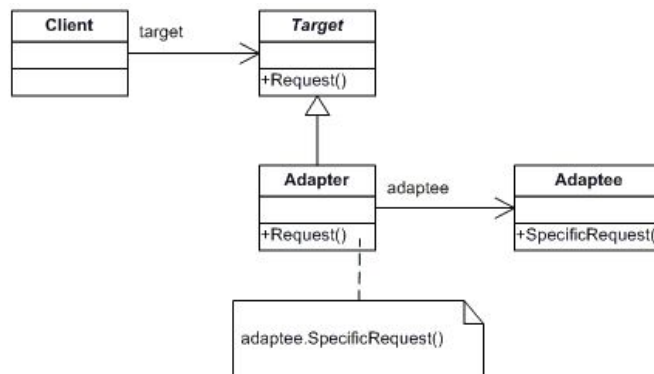 Client
target
Target
+Request()
Adapter
adaptee
Adaptee
+Request()
+SpecificRequest(
adaptee.SpecificRequest()